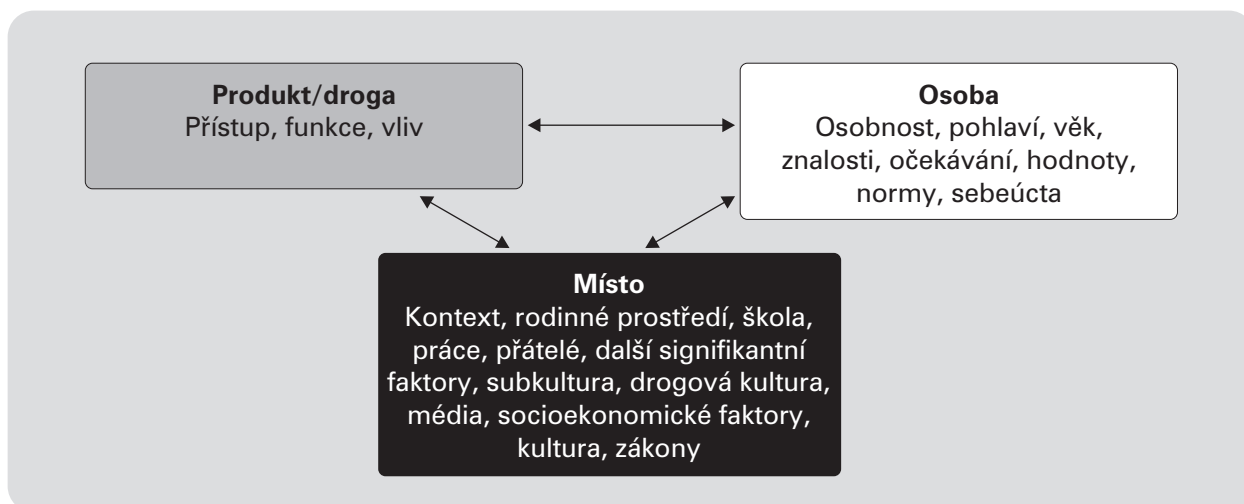 Produkt/droga
Přístup, funkce, vliv
Osoba
Osobnost, pohlaví, věk,
znalosti, očekávání, hodnoty,
normy, sebeúcta
Místo
Kontext, rodinné prostředí, škola,
práce, přátelé, další signifikantní
faktory, subkultura, drogová kultura,
média, socioekonomické faktory,
kultura, zákony